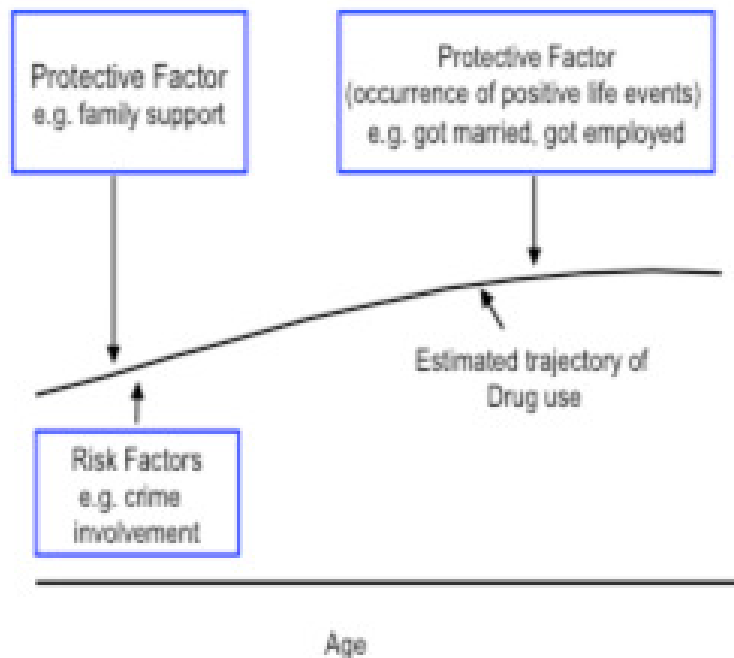 Protective Factor
e.g. family support
Protective Factor
(occurrence of positive life events)
e.g. got married, got employed
Estimated trajectory of
Drug use
Risk Factors
e.g. crime
involvement
Age